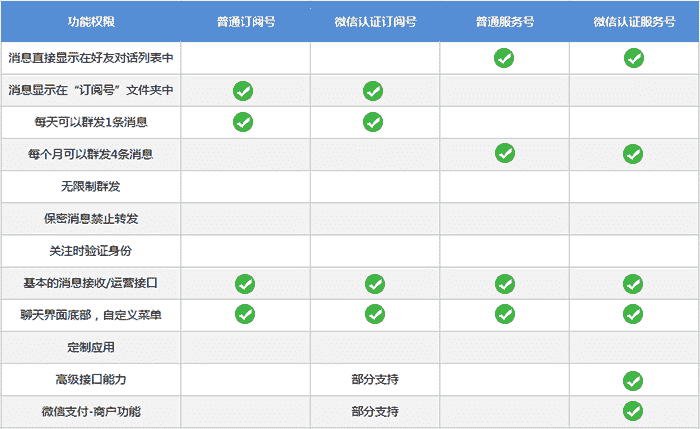 功能权限 普通订阅号 微信认证订阅号 普通服务号 微信认证服务号
消息直接显示在好友对话列表中
消息显示在“订阅号”文件夹中
每天可以群发1条消息
每个月可以群发4条消息
无限制群发
保密消息禁止转发
关注时验证身份
基本的消息接收/运营接口
聊天界面底部，自定义菜单
定制应用
高级接口能力 部分支持
微信支付-商户功能 部分支持